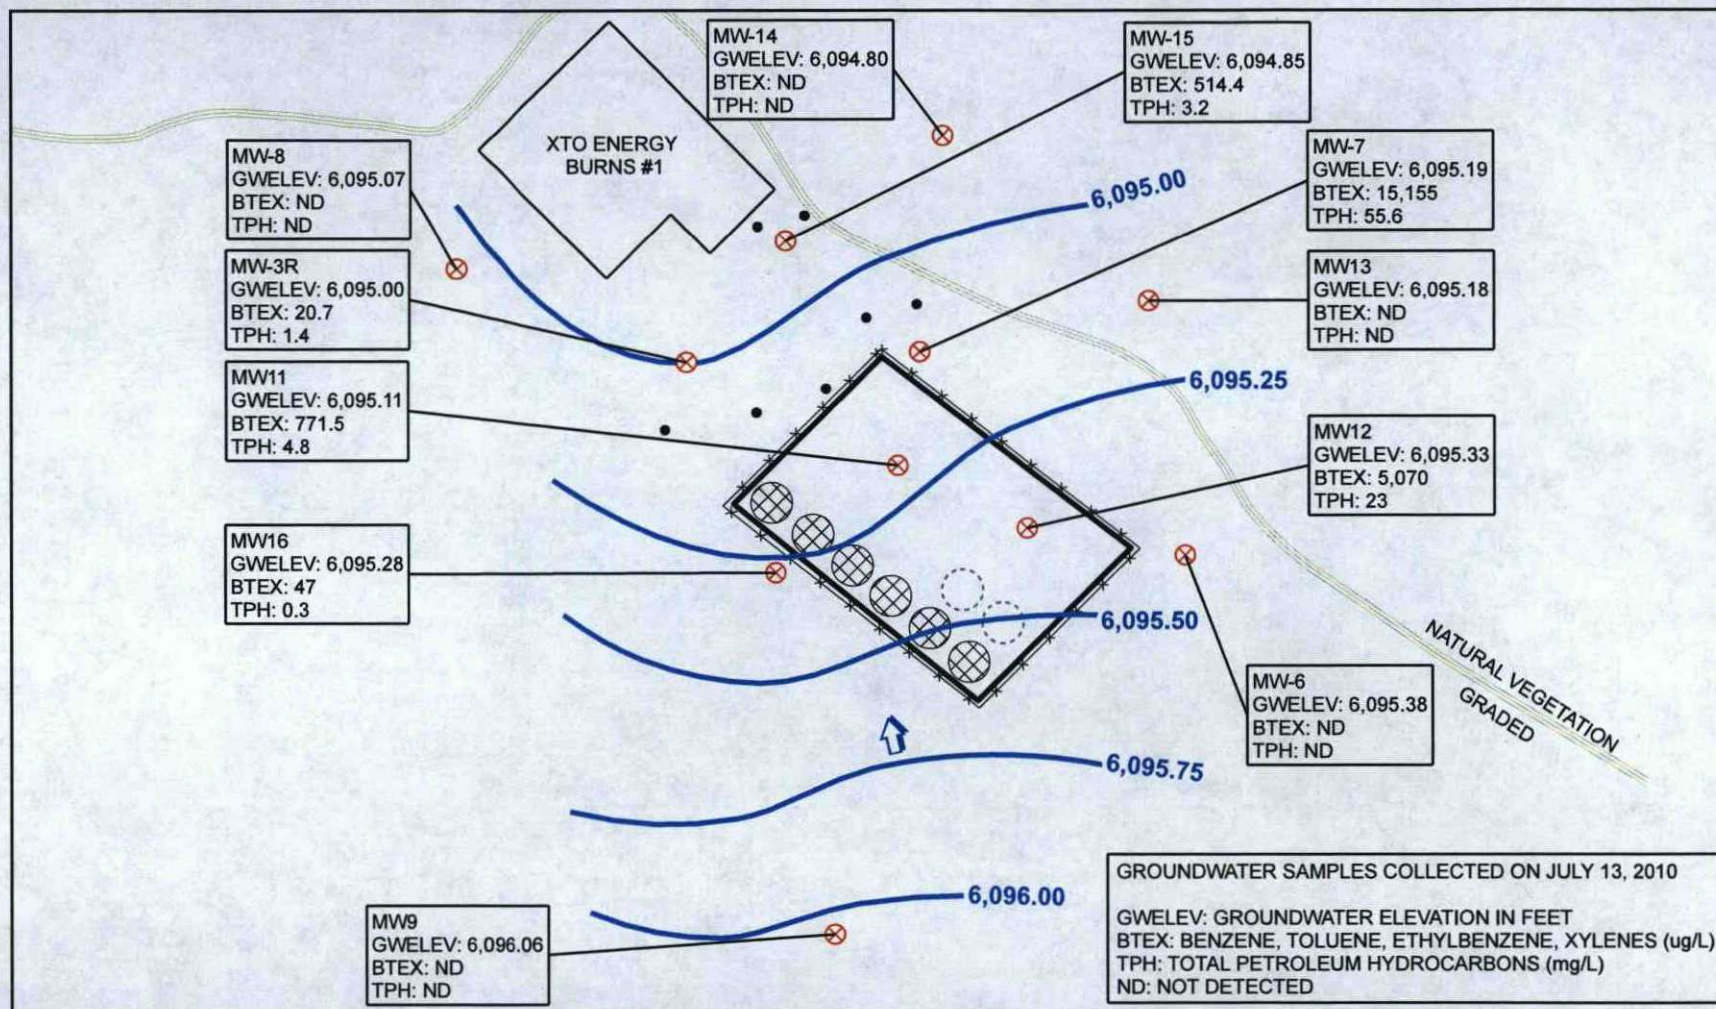 MW-14
GWELEV: 6,094.80
BTEX: ND
TPH: ND
MW-15
GWELEV: 6,094.85
BTEX: 514.4
TPH: 3.2
XTO ENERGY
BURNS #1
MW-8
GWELEV: 6,095.07
BTEX: ND
TPH: ND
MW-7
GWELEV: 6,095.19
BTEX: 15,155
TPH: 55.6
6,095.00
MW-3R
GWELEV: 6,095.00
BTEX: 20.7
TPH: 1.4
MW13
GWELEV: 6,095.18
BTEX: ND
TPH: ND
MW11
GWELEV: 6,095.11
BTEX: 771.5
TPH: 4.8
6,095.25
MW12
GWELEV: 6,095.33
BTEX: 5,070
TPH: 23
MW16
GWELEV: 6,095.28
BTEX: 47
TPH: 0.3
6,095.50
NATURAL VEGETATION
GRADED
MW-6
GWELEV: 6,095.38
BTEX: ND
TPH: ND
6,095.75
6,096.00
MW9
GWELEV: 6,096.06
BTEX: ND
TPH: ND
GROUNDWATER SAMPLES COLLECTED ON JULY 13, 2010
GWELEV: GROUNDWATER ELEVATION IN FEET
BTEX: BENZENE, TOLUENE, ETHYLBENZENE, XYLENES (ug/L)
TPH: TOTAL PETROLEUM HYDROCARBONS (mg/L)
ND: NOT DETECTED